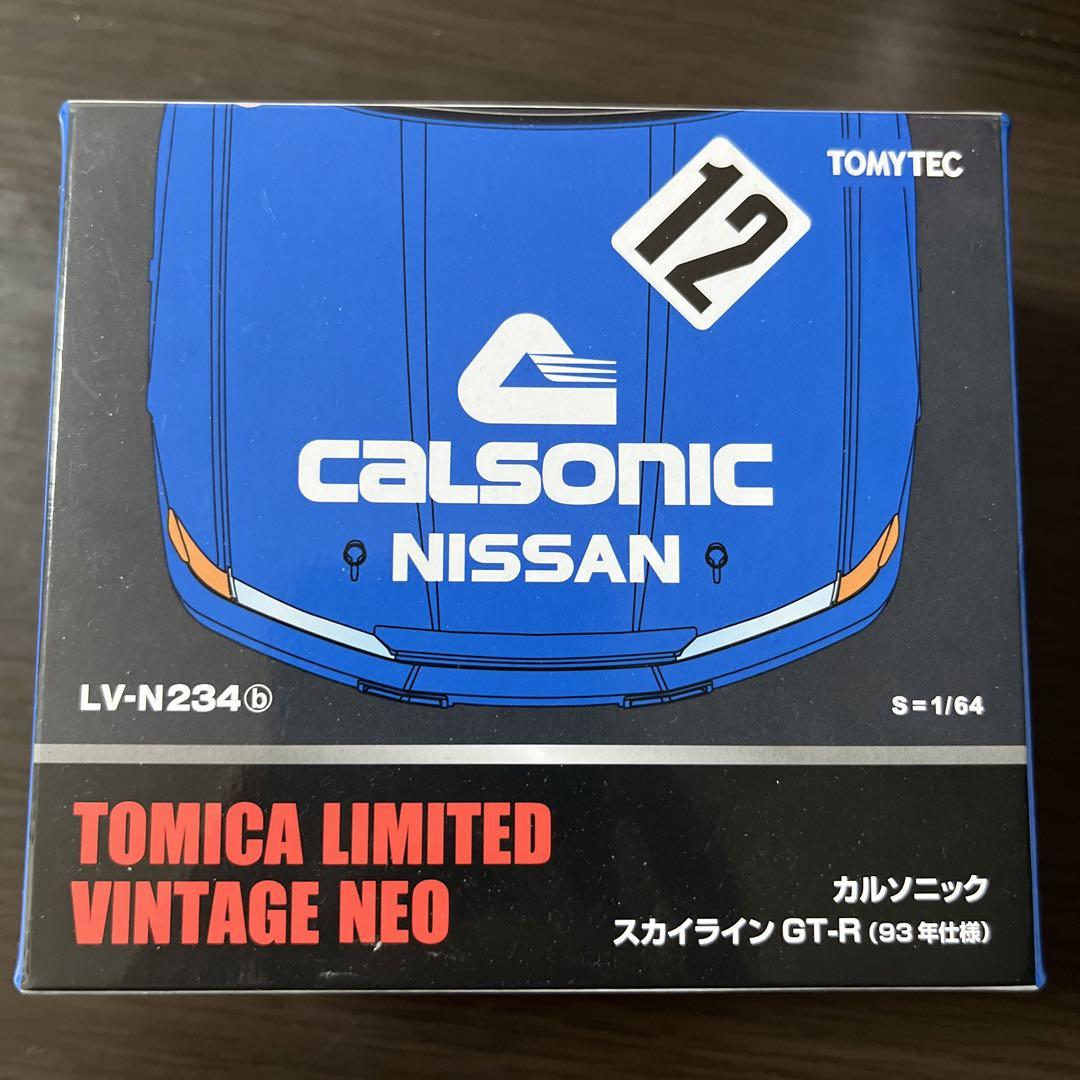 TOMYTEC
12
CALSONIC
NISSAN
LV-N234ⓑ
S=1/64
TOMICA LIMITED
VINTAGE NEO
カルソニック
スカイライン GT-R (93年仕様)